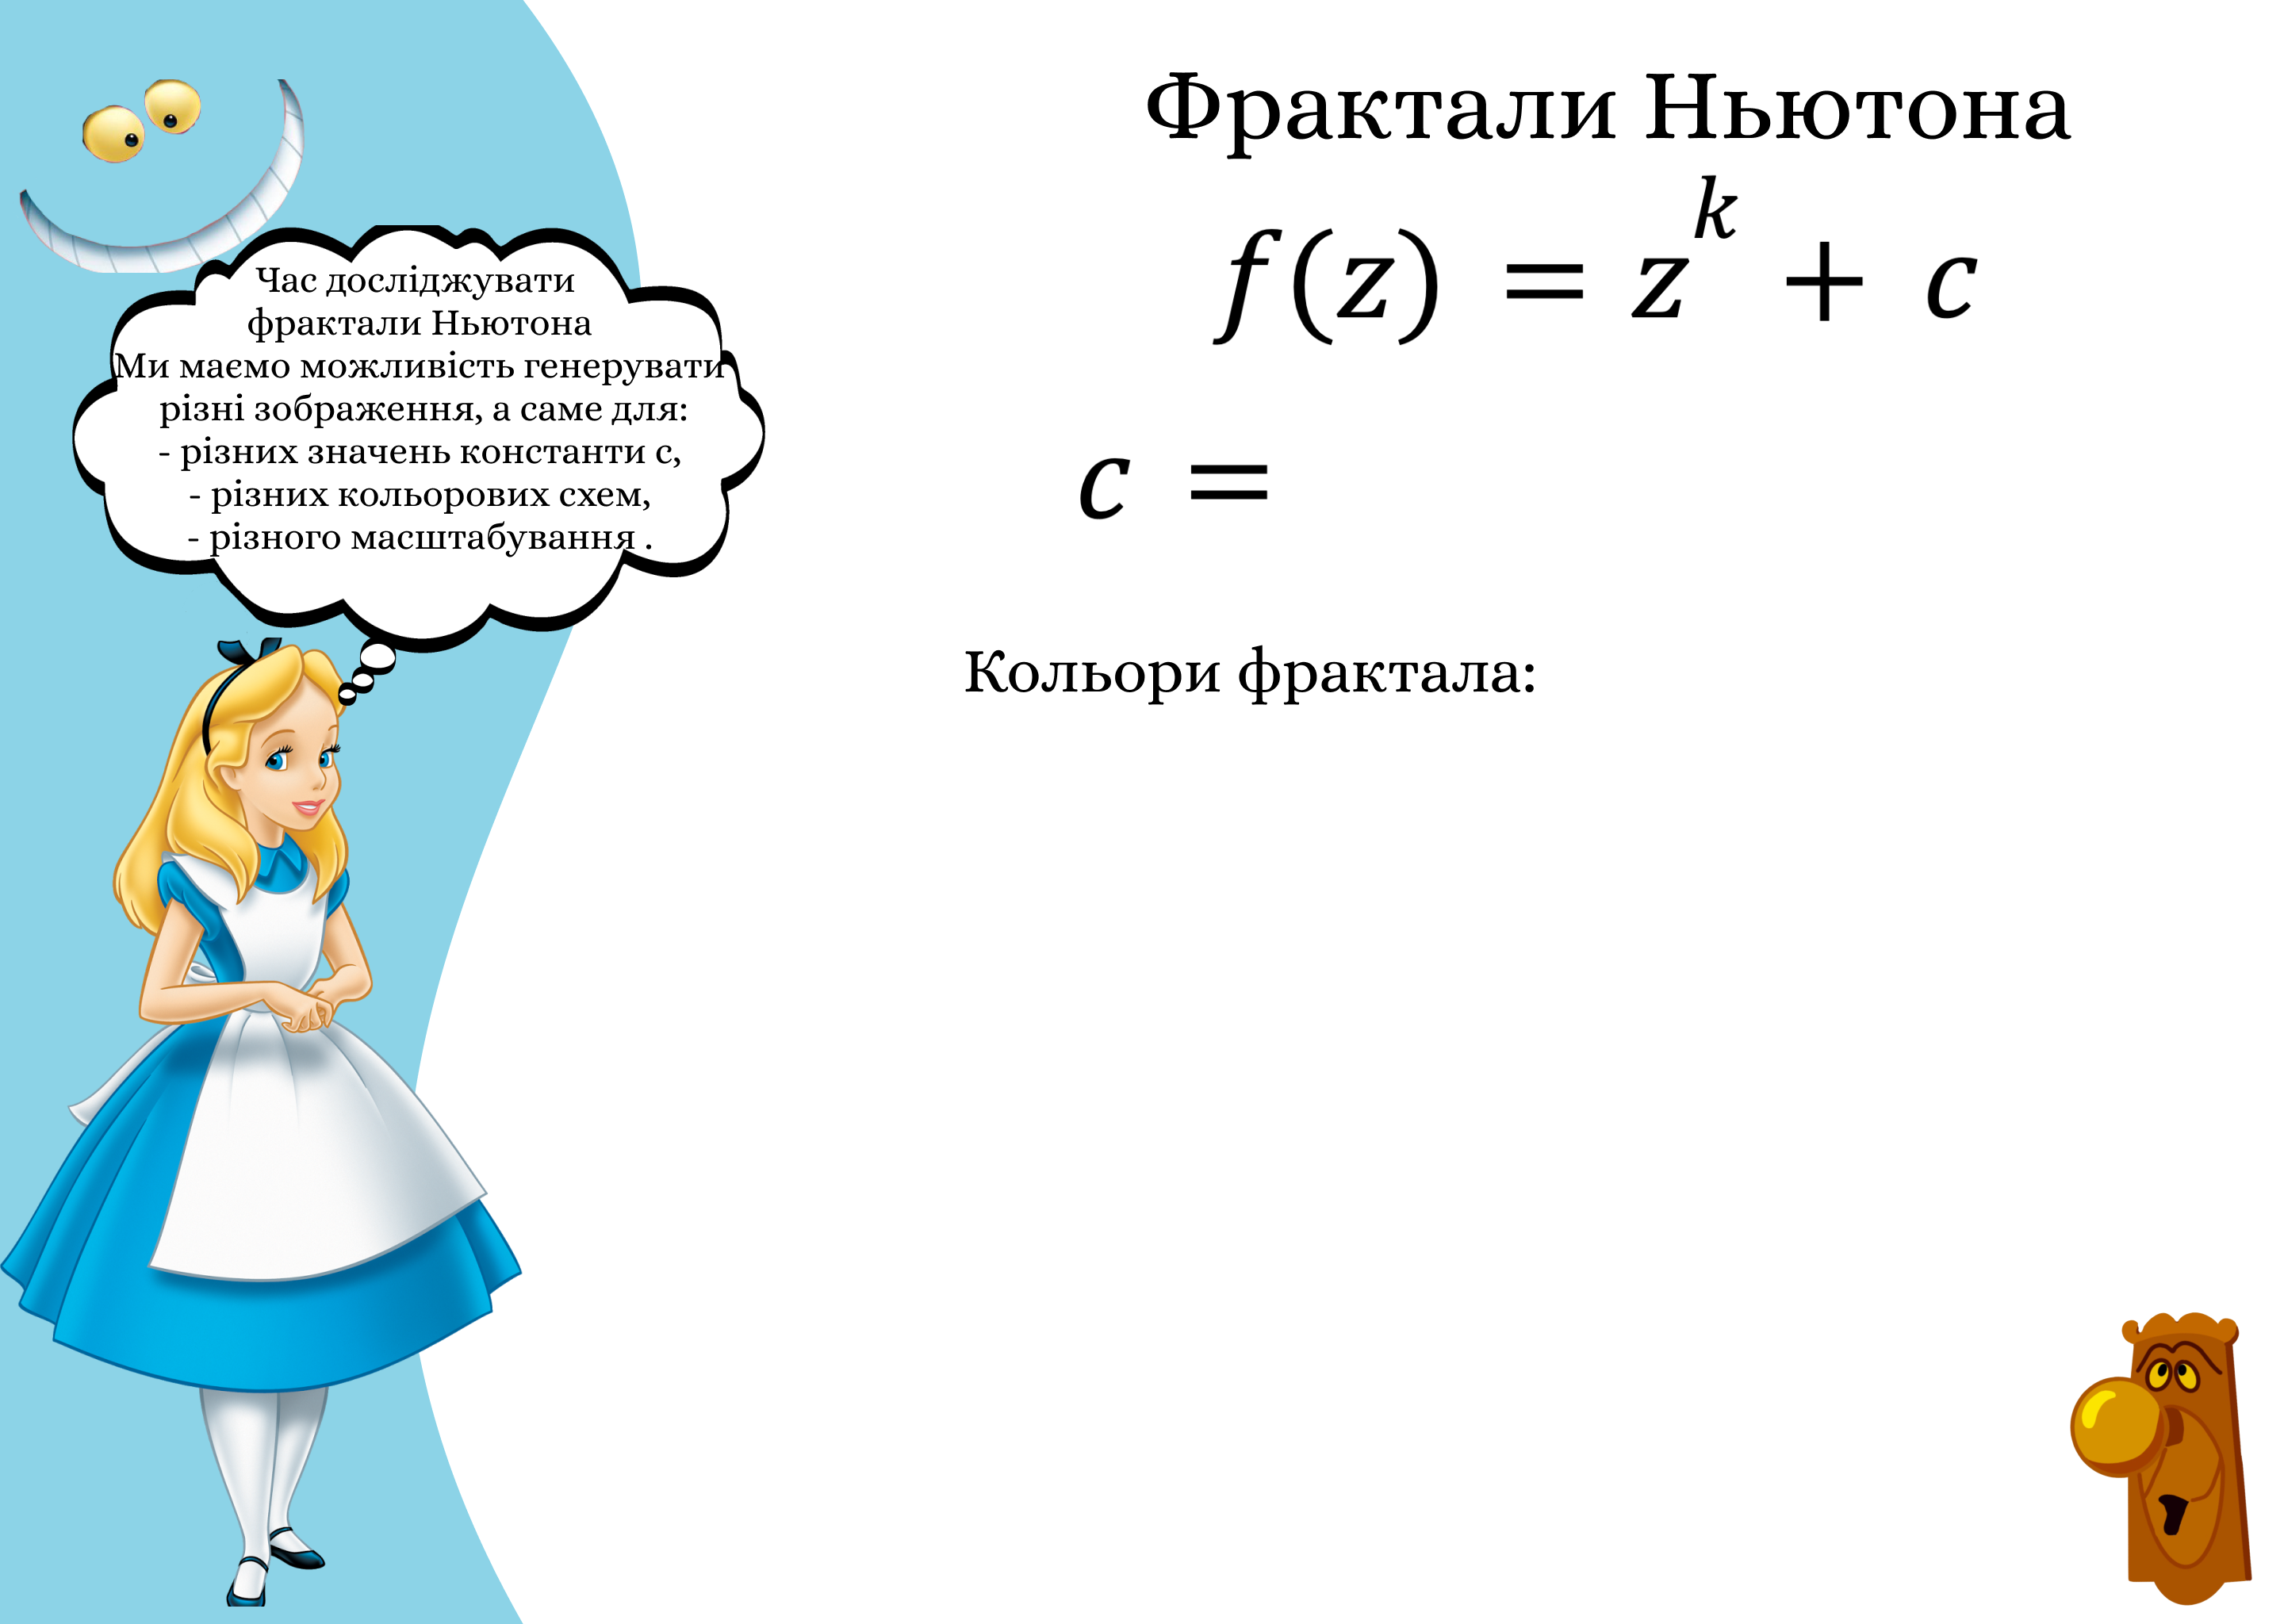 Фрактали Ньютона
f(z) = z^k + c
Час досліджувати
фрактали Ньютона
Ми маємо можливість генерувати
різні зображення, а саме для:
- різних значень константи с,
- різних кольорових схем,
- різного масштабування .
c =
Кольори фрактала: